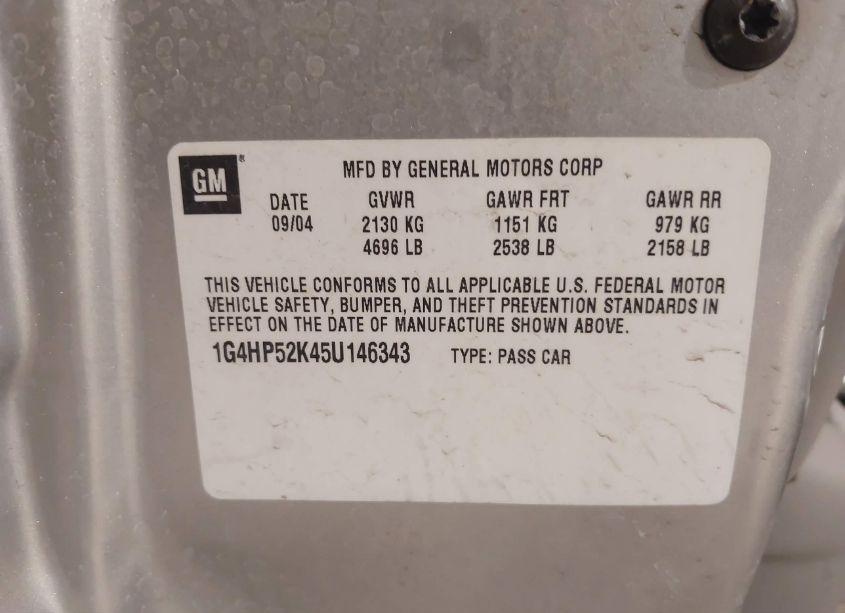 GM
MFD BY GENERAL MOTORS CORP
DATE GVWR GAWR FRT GAWR RR
09/04 2130 KG 1151 KG 979 KG
4696 LB 2538 LB 2158 LB
THIS VEHICLE CONFORMS TO ALL APPLICABLE U.S. FEDERAL MOTOR
VEHICLE SAFETY, BUMPER, AND THEFT PREVENTION STANDARDS IN
EFFECT ON THE DATE OF MANUFACTURE SHOWN ABOVE.
1G4HP52K45U146343 TYPE: PASS CAR